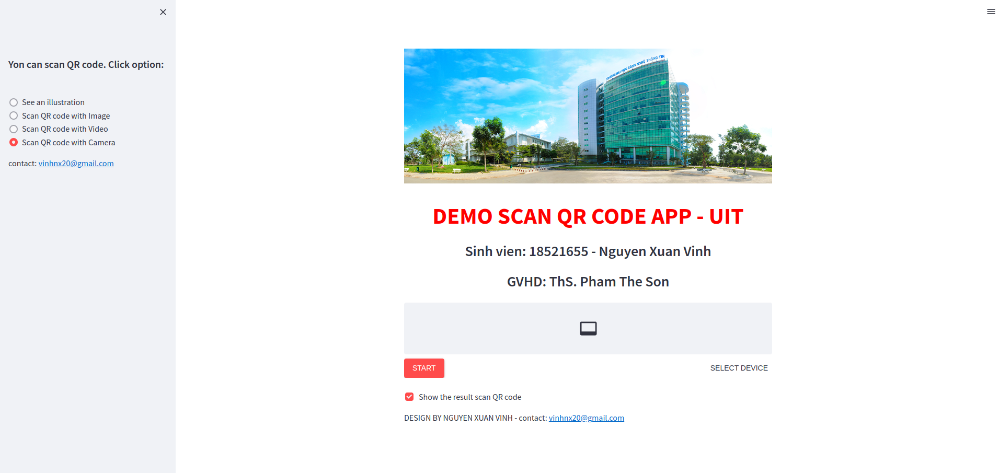 Yon can scan QR code. Click option:
See an illustration
Scan QR code with Image
Scan QR code with Video
Scan QR code with Camera
contact: vinhnx20@gmail.com
TRƯỜNG ĐẠI HỌC CÔNG NGHỆ THÔNG TIN
DEMO SCAN QR CODE APP - UIT
Sinh vien: 18521655 - Nguyen Xuan Vinh
GVHD: ThS. Pham The Son
START
SELECT DEVICE
Show the result scan QR code
DESIGN BY NGUYEN XUAN VINH - contact: vinhnx20@gmail.com